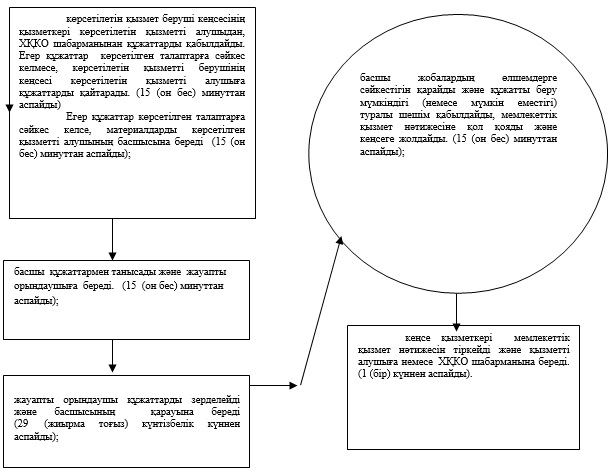 көрсетілетін қызмет беруші кеңсесінің
қызметкері көрсетілетін қызметті алушыдан,
ХҚКО шабарманынан құжаттарды қабылдайды.
Егер құжаттар көрсетілген талаптарға сәйкес
келмесе, көрсетілетін қызметті берушінің
кеңсесі көрсетілетін қызметті алушыға
құжаттарды қайтарады. (15 (он бес) минуттан
аспайды)
Егер құжаттар көрсетілген талаптарға
сәйкес келсе, материалдарды көрсетілген
қызметті алушының басшысына береді (15 (он
бес) минуттан аспайды);
басшы құжаттармен танысады және жауапты
орындаушыға береді. (15 (он бес) минуттан
аспайды);
жауапты орындаушы құжаттарды зерделейді
және басшысының қарауына береді
(29 (жиырма тоғыз) күнтізбелік күннен
аспайды);
басшы жобалардың өлшемдерге
сәйкестігін қарайды және құжатты беру
мүмкіндігі (немесе мүмкін еместігі)
туралы шешім қабылдайды, мемлекеттік
қызмет нәтижесіне қол қояды және
кеңсеге жолдайды. (15 (он бес) минуттан
аспайды);
кеңсе қызметкері мемлекеттік
қызмет нәтижесін тіркейді және қызметті
алушыға немесе ХҚКО шабарманына береді.
(1 (бір) күннен аспайды).